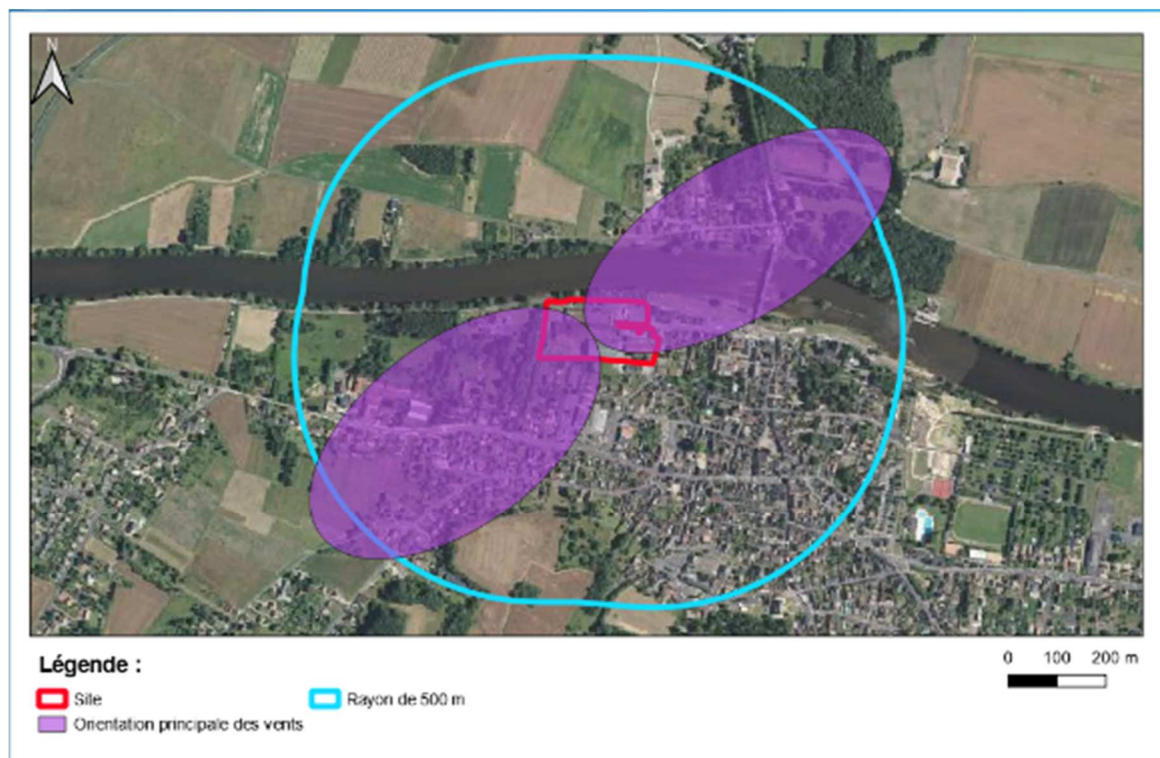 N
Légende :
Site
Rayon de 500 m
Orientation principale des vents
0 100 200 m